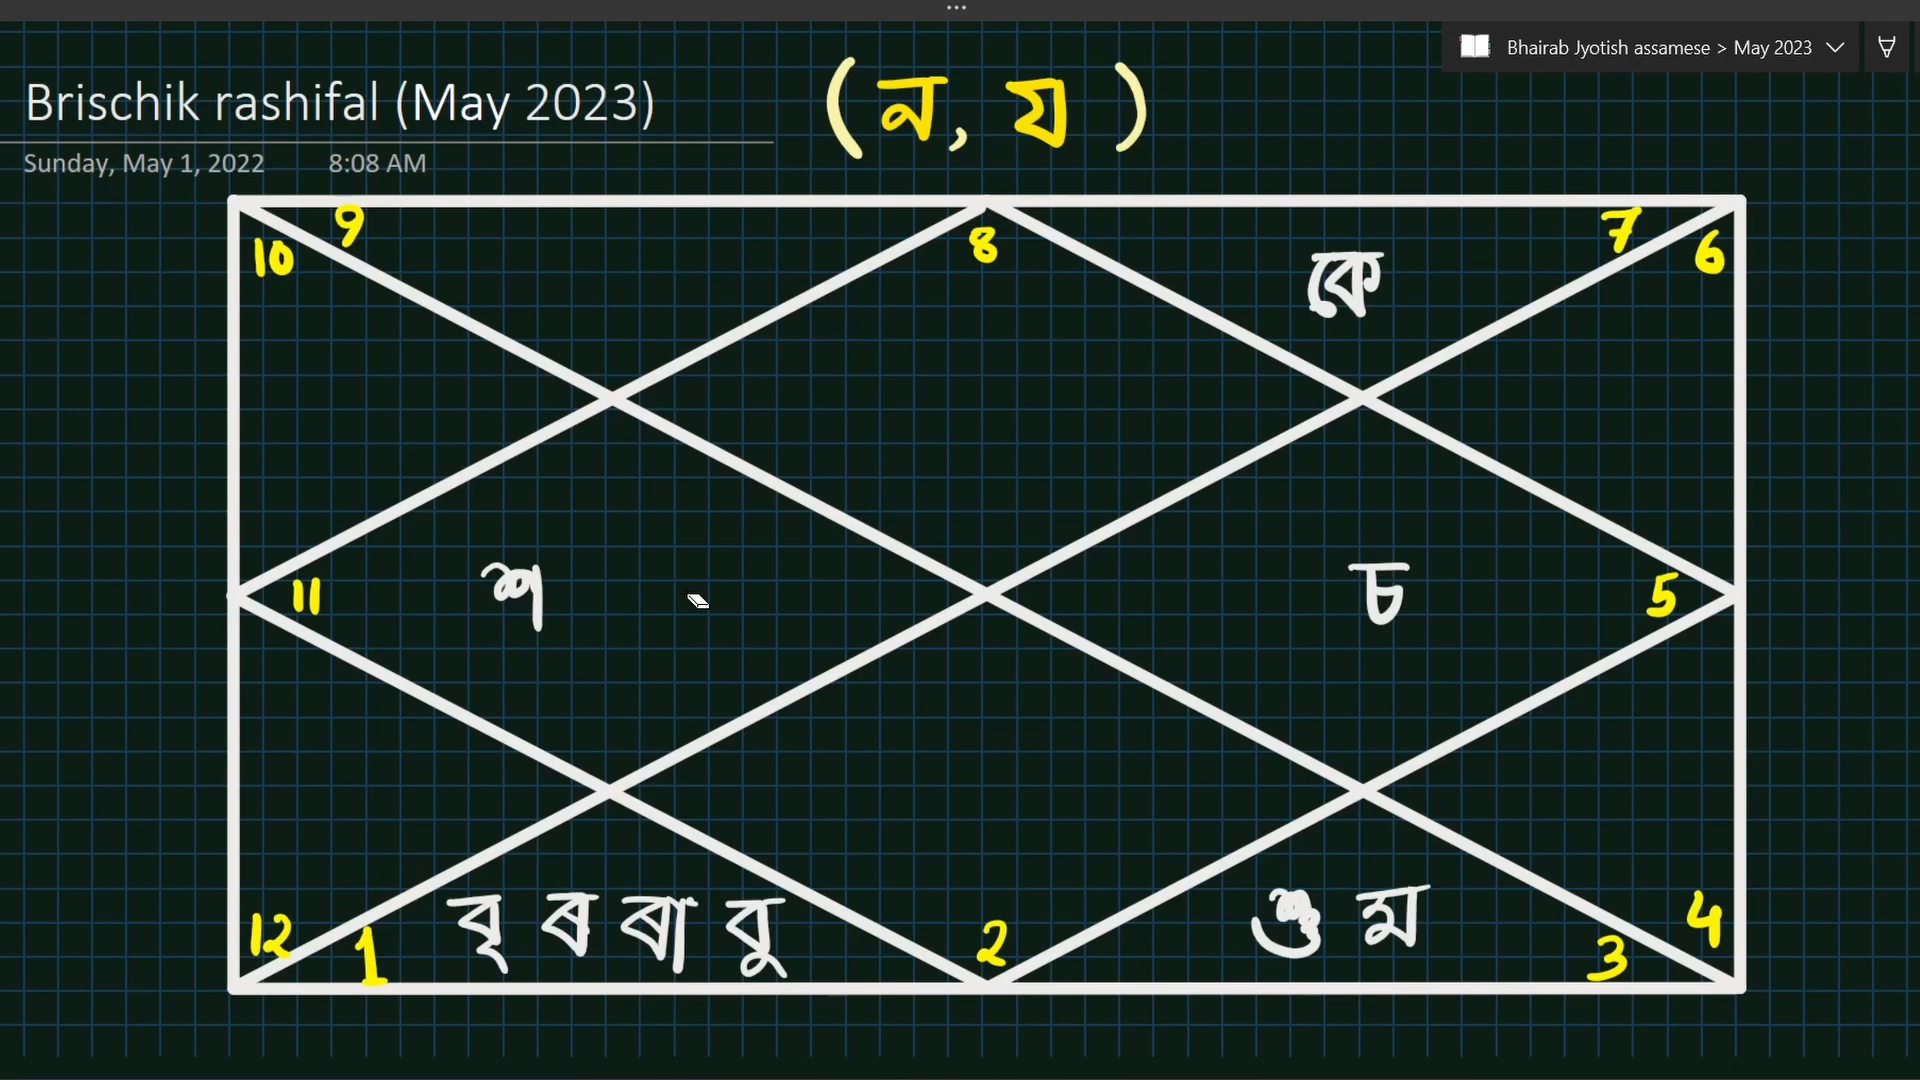 Bhairab Jyotish assamese > May 2023
Brischik rashifal (May 2023)
(ন, য)
Sunday, May 1, 2022 8:08 AM
9 8 7
10 6
কে
11 শ চ 5
12 4
1 বৃ ৰ ৰা বু 2 শু ম 3